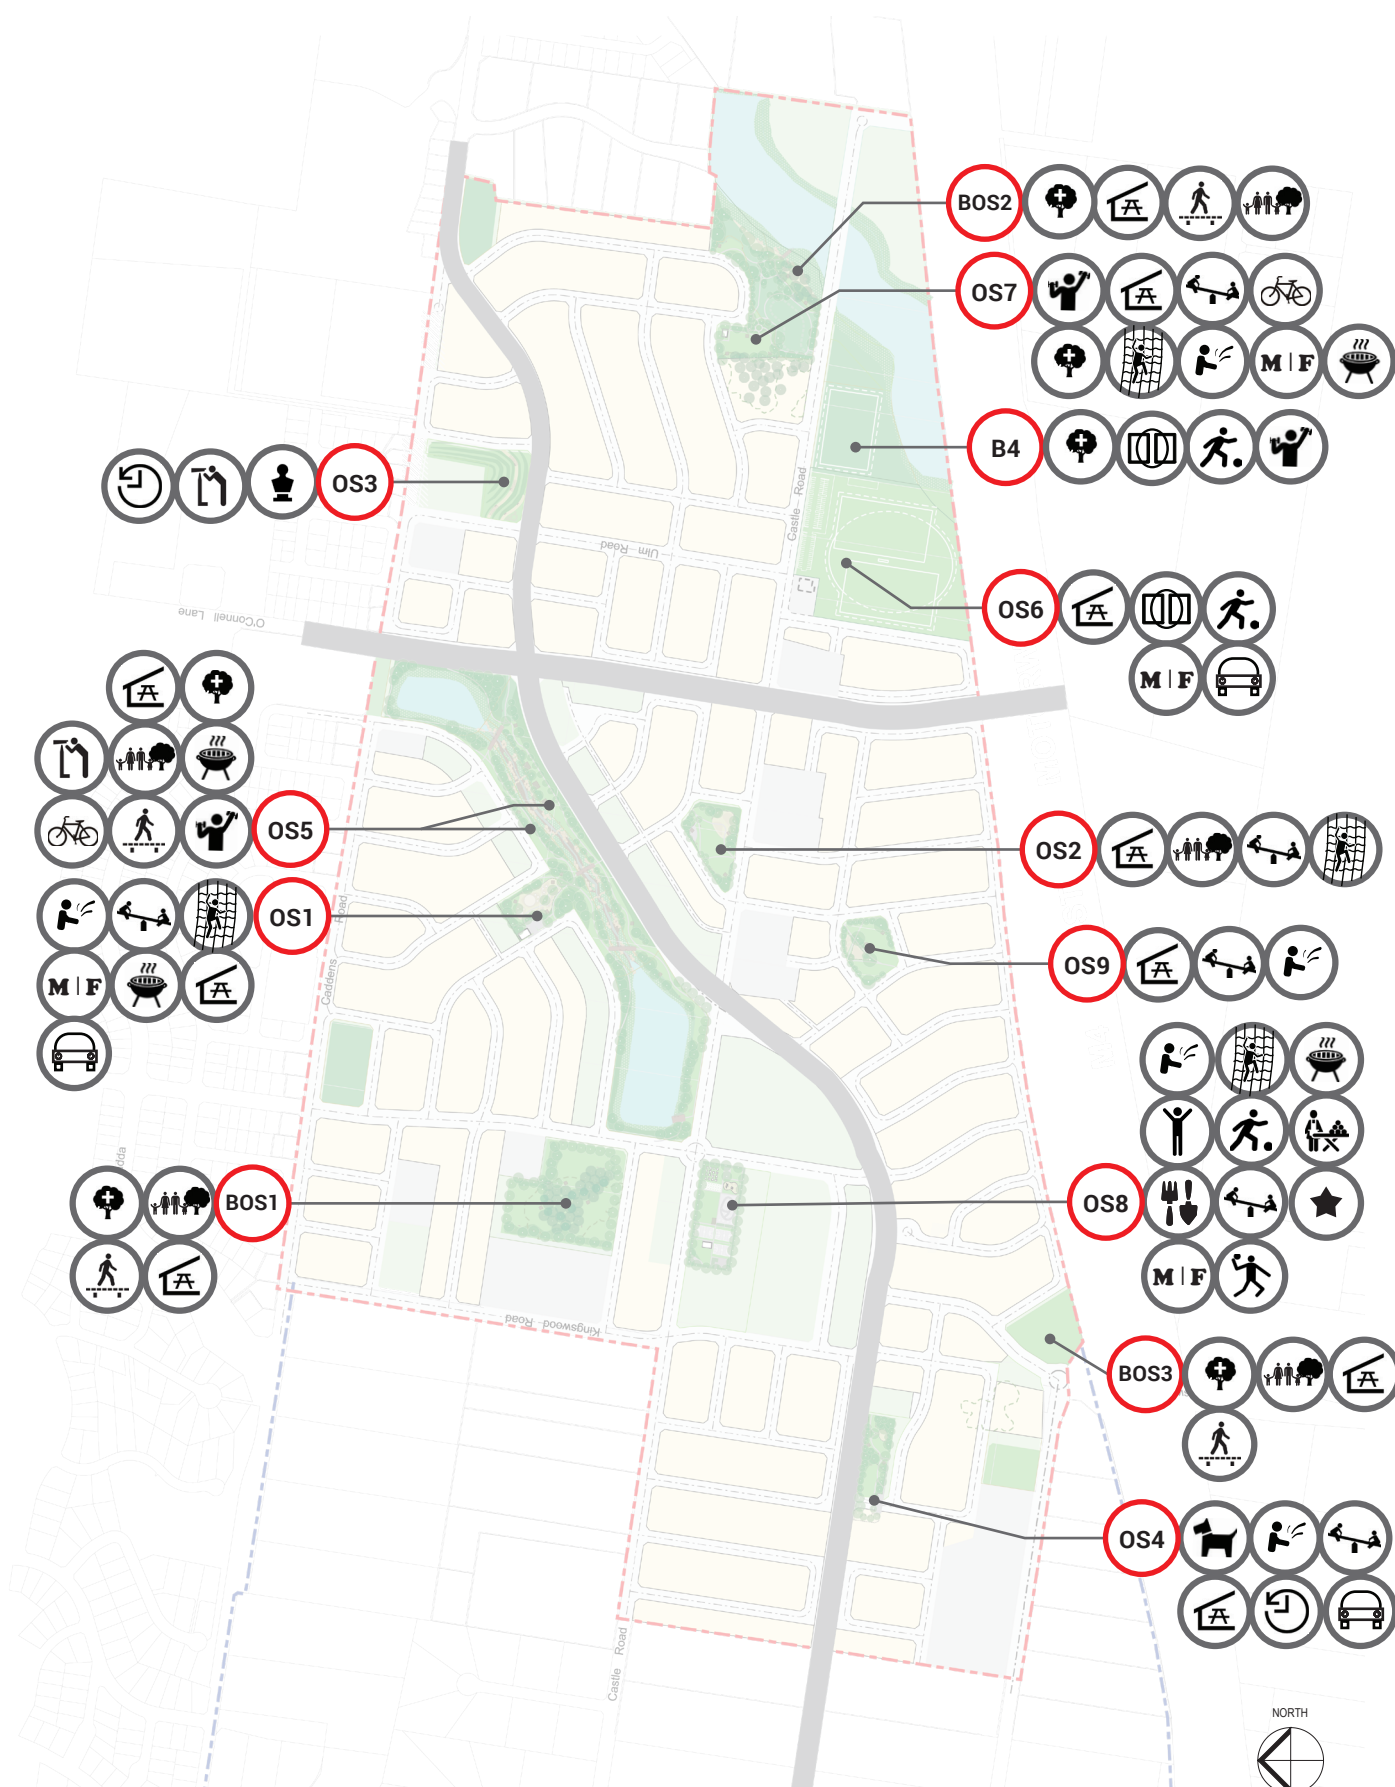 BOS2
OS7
M | F
B4
Castle Road
OS3
Ulm Road
OS6
O'Connell Lane
M | F
OS5
OS2
OS1
Caddens Road
OS9
M | F
BOS1
OS8
M | F
Kingswood Road
BOS3
OS4
Castle Road
NORTH